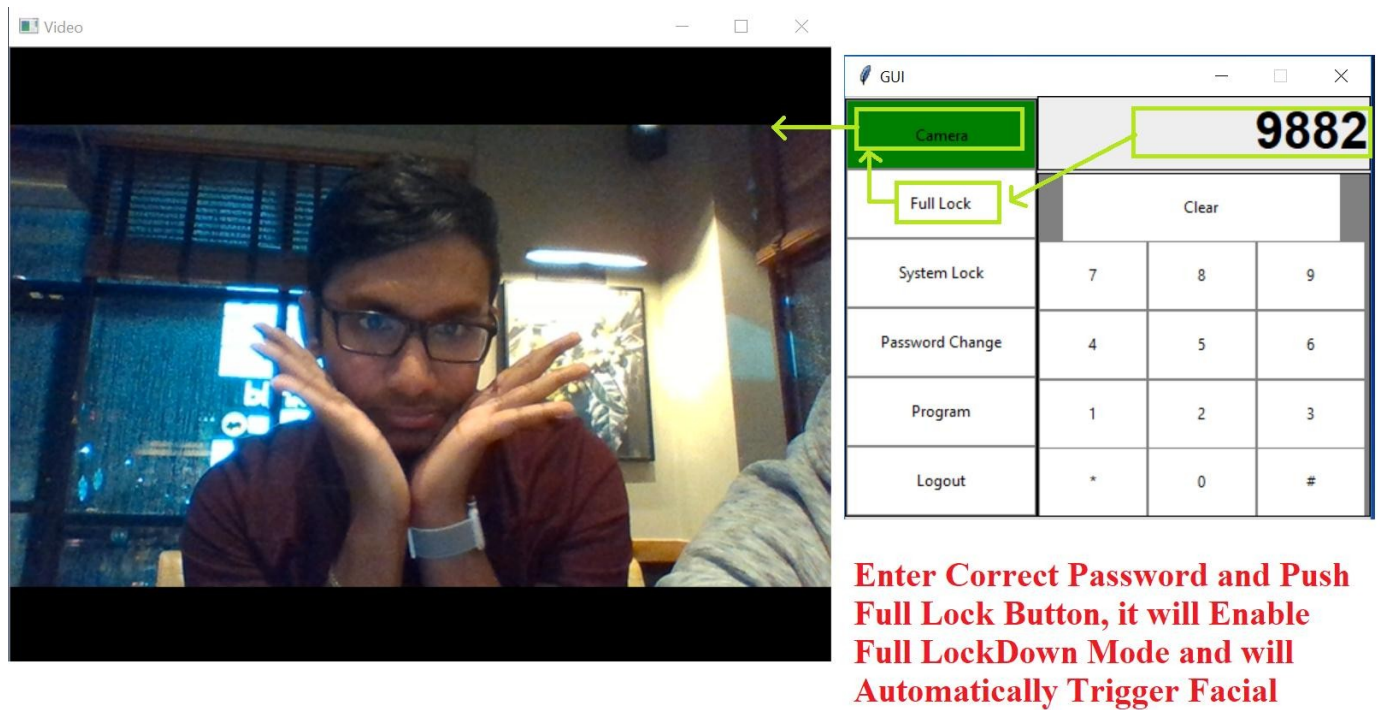 Video
GUI
Camera
9882
Full Lock
Clear
System Lock
7 8 9
Password Change
4 5 6
Program
1 2 3
Logout
* 0 #
Enter Correct Password and Push
Full Lock Button, it will Enable
Full LockDown Mode and will
Automatically Trigger Facial